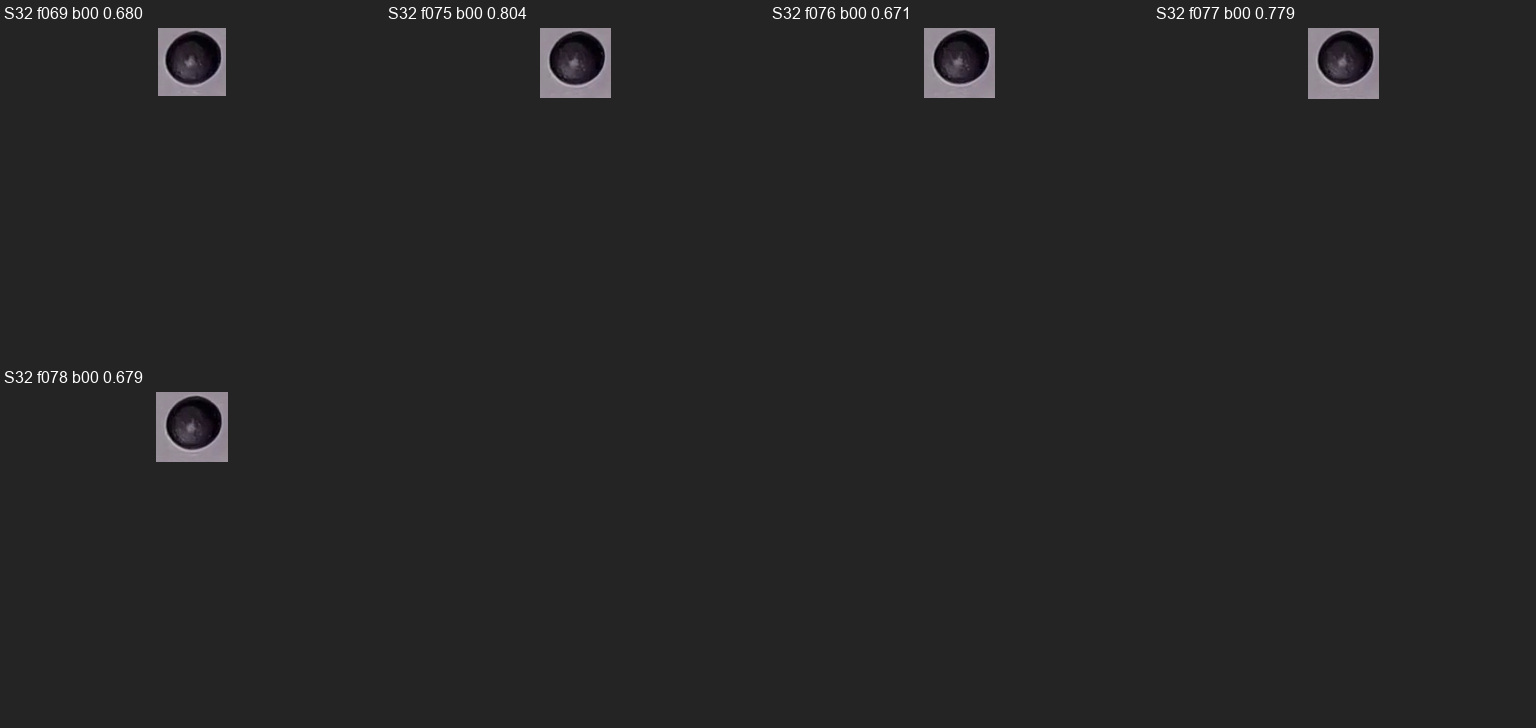 S32 f069 b00 0.680
S32 f075 b00 0.804
S32 f076 b00 0.671
S32 f077 b00 0.779
S32 f078 b00 0.679